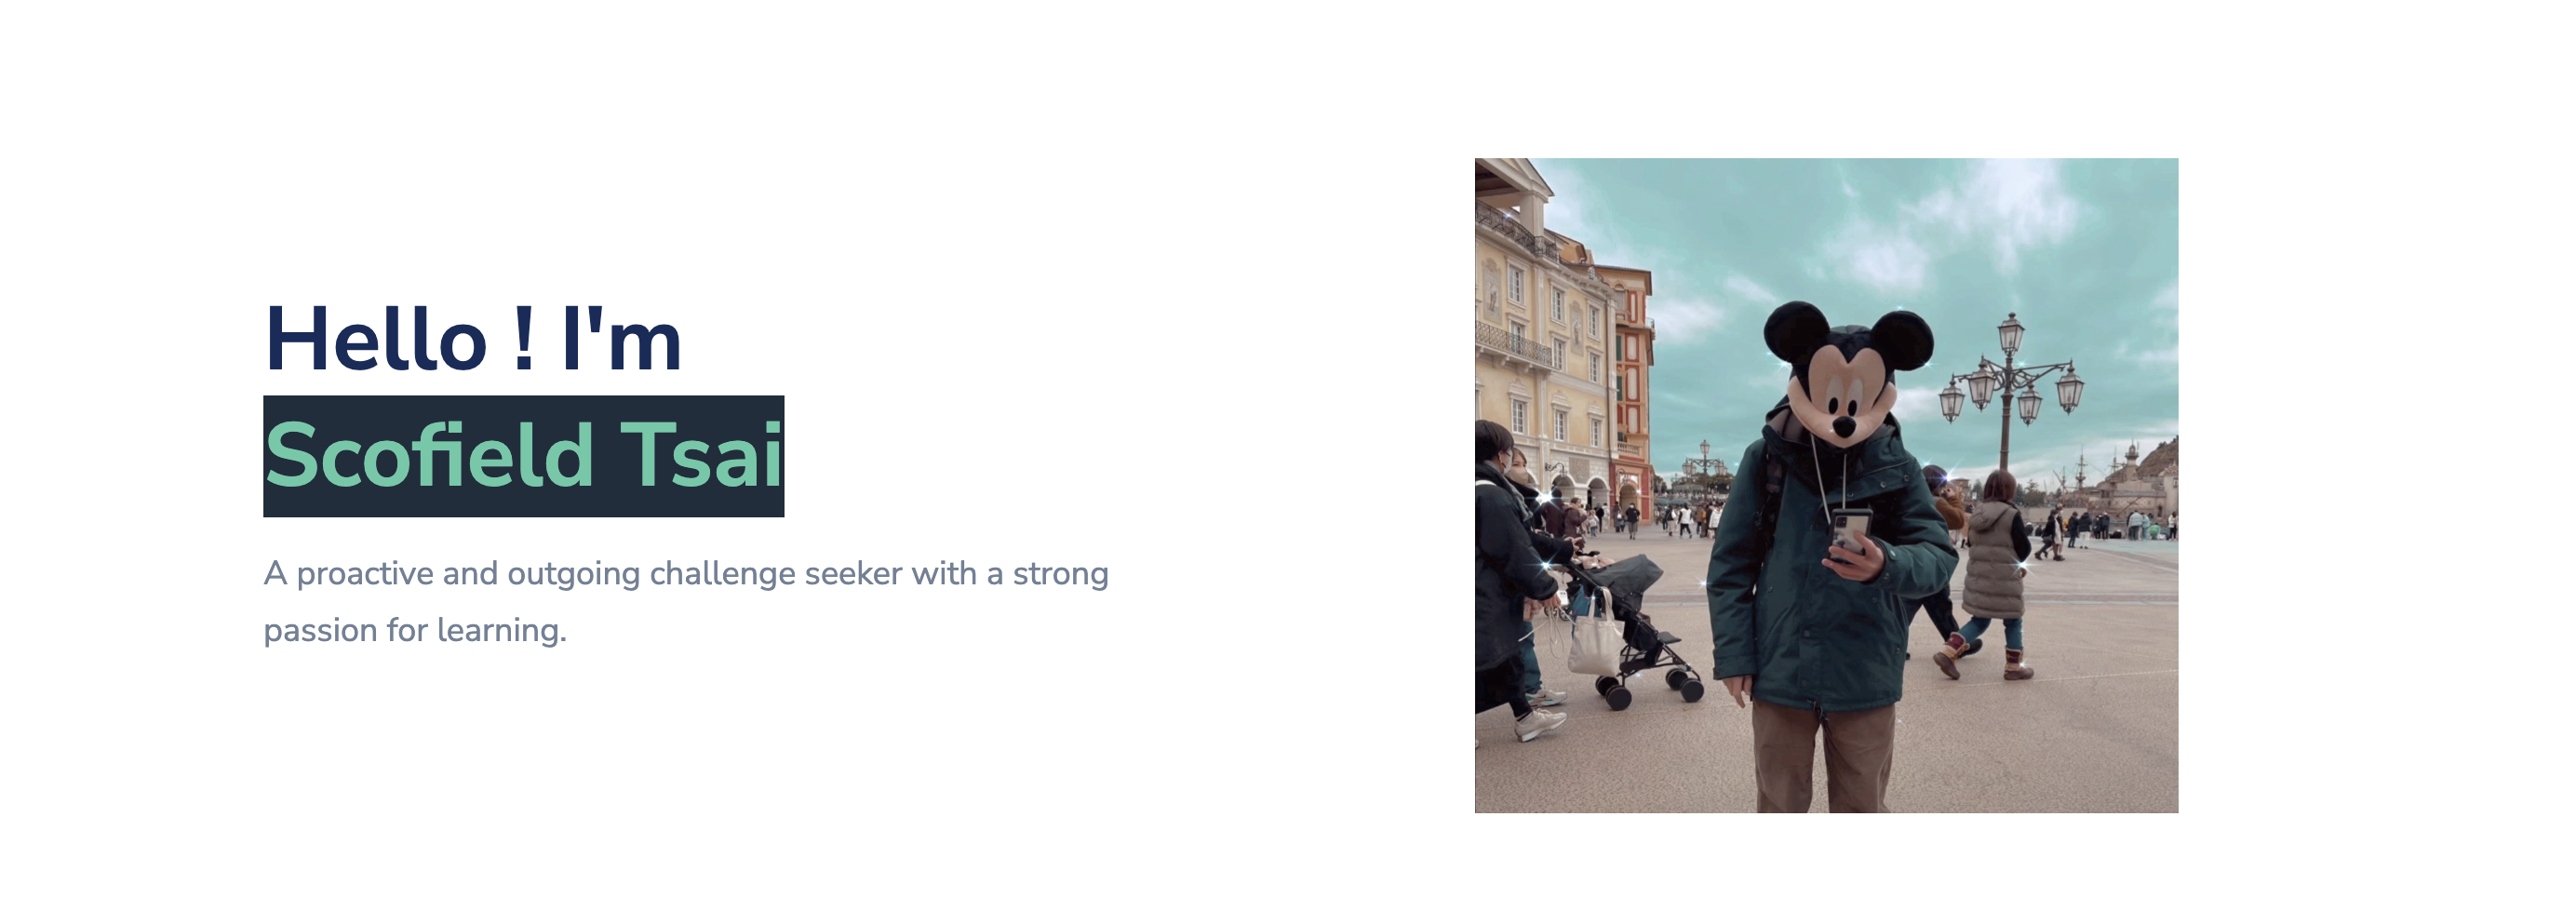 Hello ! I'm
Scofield Tsai
A proactive and outgoing challenge seeker with a strong
passion for learning.